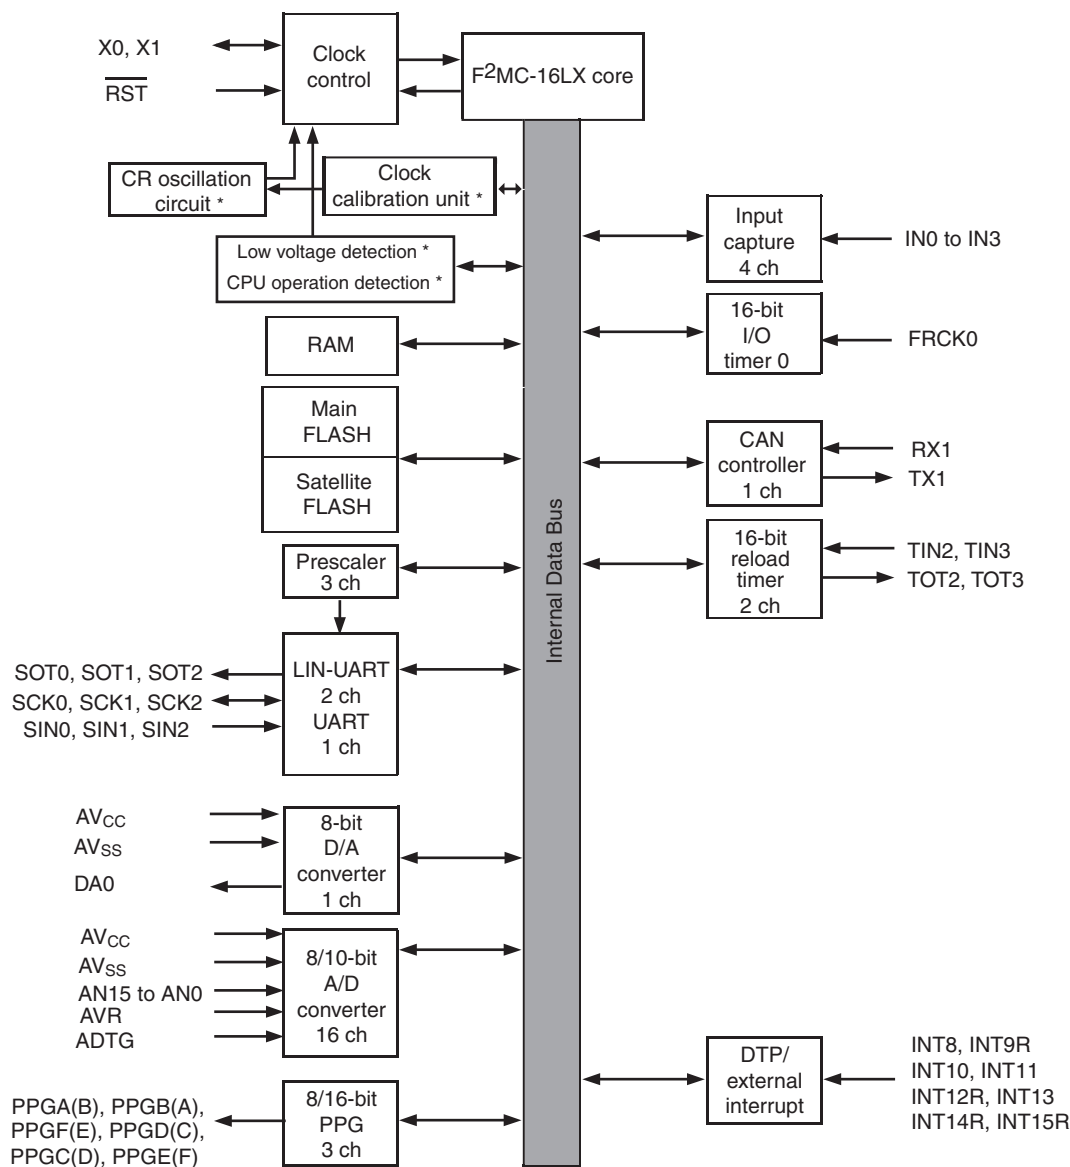 X0, X1
RST
Clock
control
F2MC-16LX core
CR oscillation
circuit *
Clock
calibration unit *
Low voltage detection *
CPU operation detection *
RAM
Main
FLASH
Satellite
FLASH
Prescaler
3 ch
SOT0, SOT1, SOT2
SCK0, SCK1, SCK2
SIN0, SIN1, SIN2
LIN-UART
2 ch
UART
1 ch
AVCC
AVSS
DA0
8-bit
D/A
converter
1 ch
AVCC
AVSS
AN15 to AN0
AVR
ADTG
8/10-bit
A/D
converter
16 ch
PPGA(B), PPGB(A),
PPGF(E), PPGD(C),
PPGC(D), PPGE(F)
8/16-bit
PPG
3 ch
Internal Data Bus
Input
capture
4 ch
IN0 to IN3
16-bit
I/O
timer 0
FRCK0
CAN
controller
1 ch
RX1
TX1
16-bit
reload
timer
2 ch
TIN2, TIN3
TOT2, TOT3
DTP/
external
interrupt
INT8, INT9R
INT10, INT11
INT12R, INT13
INT14R, INT15R